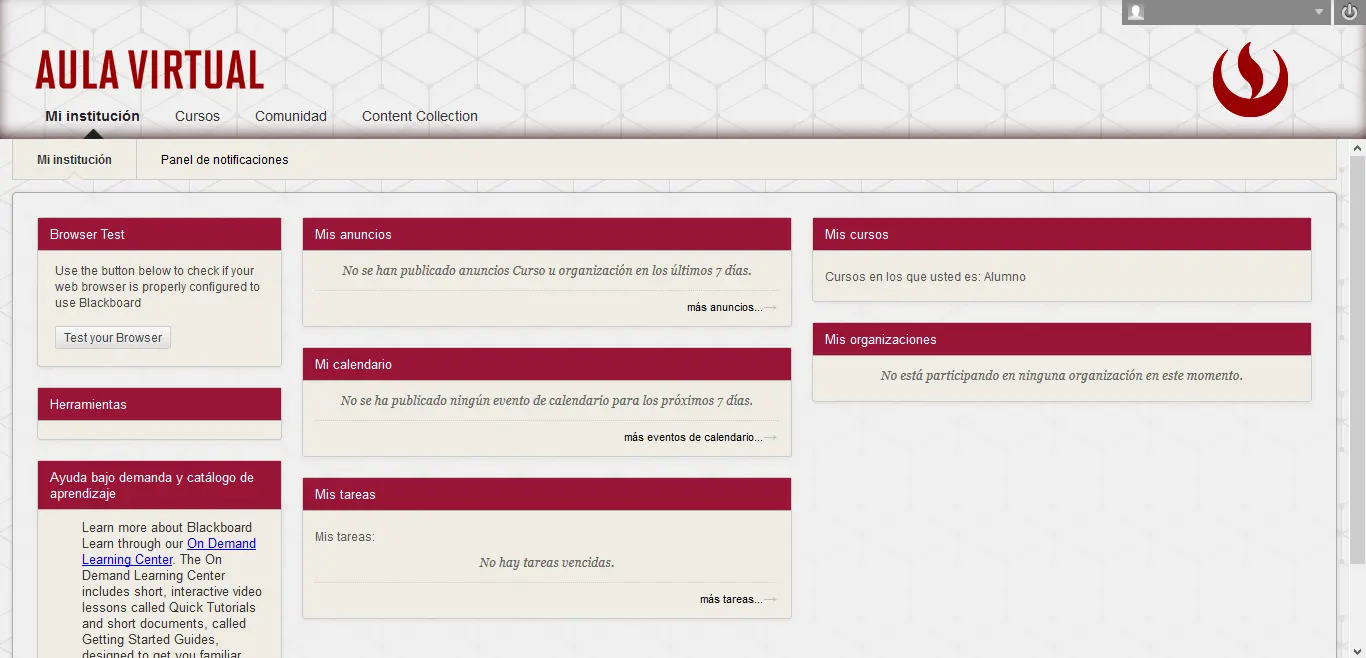 AULA VIRTUAL
Mi institución
Cursos
Comunidad
Content Collection
Mi institución
Panel de notificaciones
Browser Test
Use the button below to check if your
web browser is properly configured to
use Blackboard
Test your Browser
Herramientas
Ayuda bajo demanda y catálogo de
aprendizaje
Learn more about Blackboard
Learn through our On Demand
Learning Center. The On
Demand Learning Center
includes short, interactive video
lessons called Quick Tutorials
and short documents, called
Getting Started Guides,
designed to get you familiar
Mis anuncios
No se han publicado anuncios Curso u organización en los últimos 7 días.
más anuncios...→
Mi calendario
No se ha publicado ningún evento de calendario para los próximos 7 días.
más eventos de calendario...→
Mis tareas
Mis tareas:
No hay tareas vencidas.
más tareas...→
Mis cursos
Cursos en los que usted es: Alumno
Mis organizaciones
No está participando en ninguna organización en este momento.